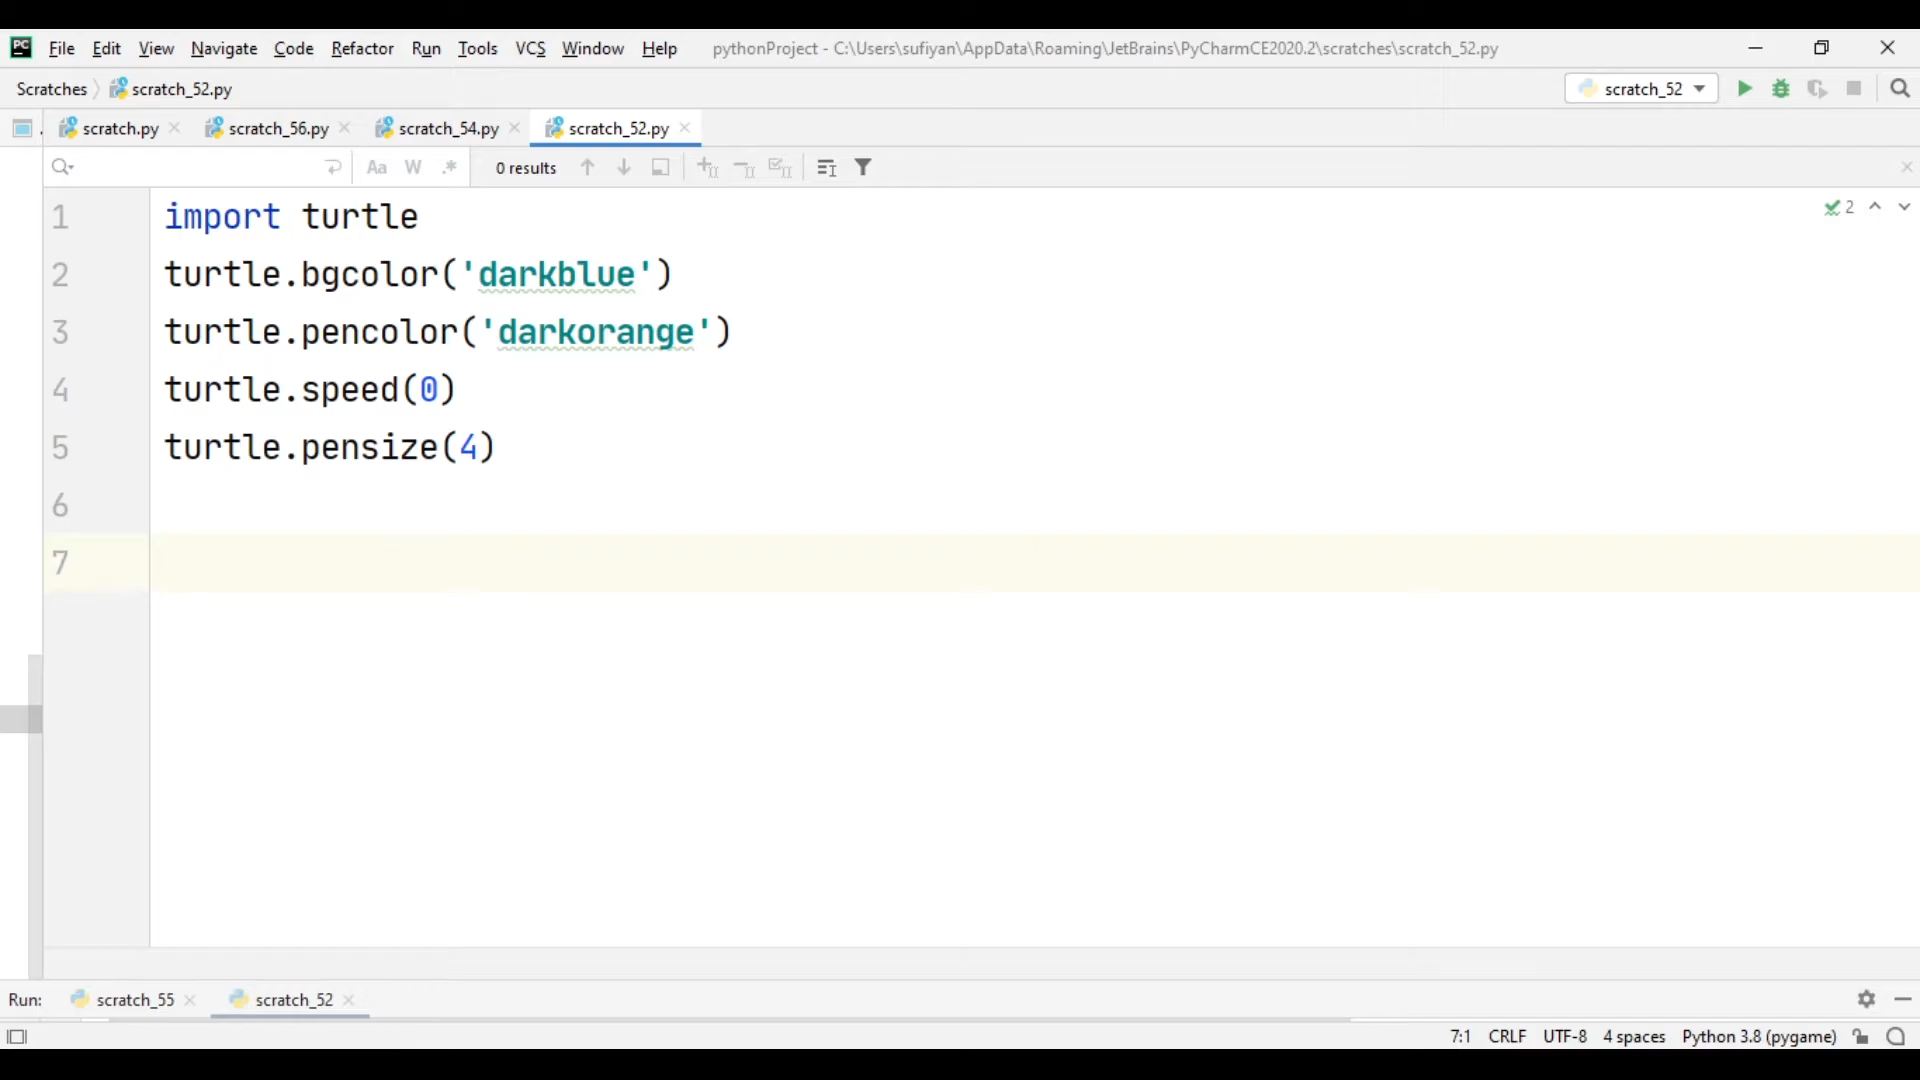 PC File Edit View Navigate Code Refactor Run Tools VCS Window Help pythonProject - C:\Users\sufiyan\AppData\Roaming\JetBrains\PyCharmCE2020.2\scratches\scratch_52.py
Scratches scratch_52.py scratch_52
scratch.py scratch_56.py scratch_54.py scratch_52.py
Aa W .* 0 results
1 import turtle
2 turtle.bgcolor('darkblue')
3 turtle.pencolor('darkorange')
4 turtle.speed(0)
5 turtle.pensize(4)
6
7
2
Run: scratch_55 scratch_52
7:1 CRLF UTF-8 4 spaces Python 3.8 (pygame)